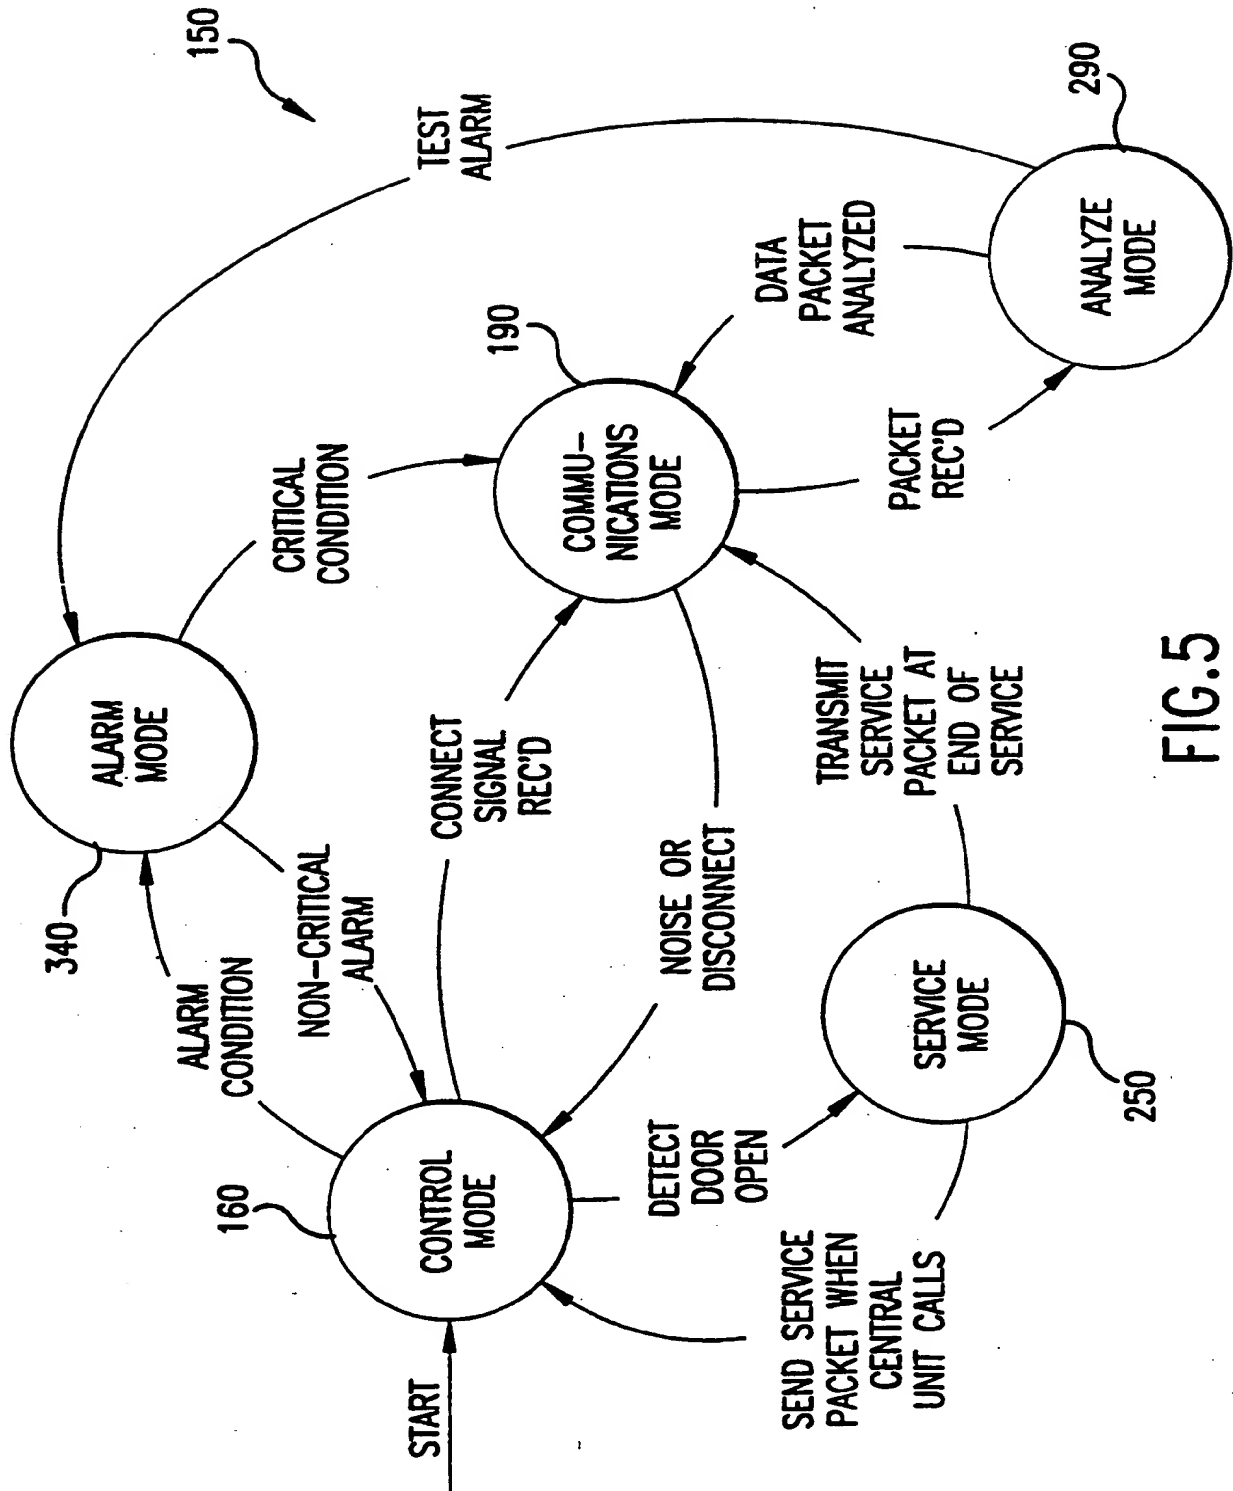 150
TEST
ALARM
340
ALARM
MODE
CRITICAL
CONDITION
190
COMMU-
NICATIONS
MODE
DATA
PACKET
ANALYZED
290
ANALYZE
MODE
PACKET
REC'D
ALARM
CONDITION
NON-CRITICAL
ALARM
CONNECT
SIGNAL
REC'D
160
CONTROL
MODE
START
NOISE OR
DISCONNECT
DETECT
DOOR
OPEN
TRANSMIT
SERVICE
PACKET AT
END OF
SERVICE
SERVICE
MODE
250
SEND SERVICE
PACKET WHEN
CENTRAL
UNIT CALLS
FIG.5